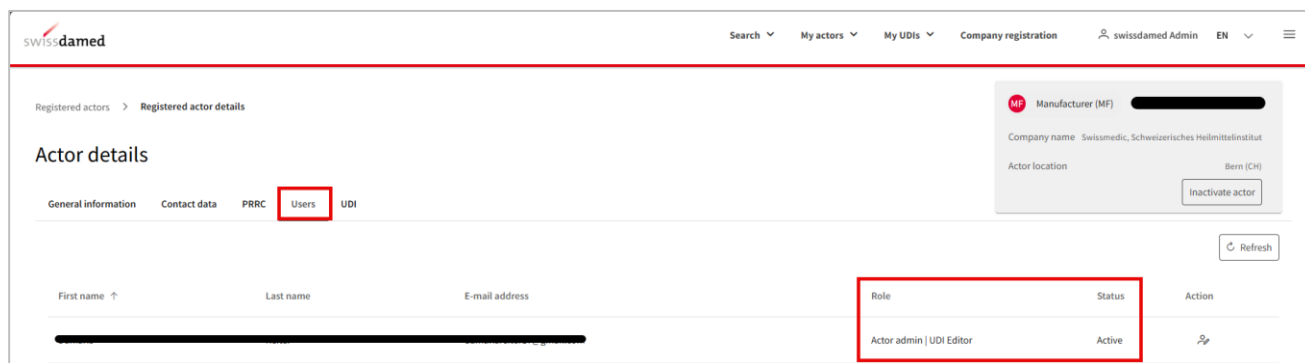 swissdamed
Search My actors My UDIs Company registration swissdamed Admin EN
Registered actors > Registered actor details
MF Manufacturer (MF)
Company name Swissmedic, Schweizerisches Heilmittelinstitut
Actor location Bern (CH)
Inactivate actor
Actor details
General information Contact data PRRC Users UDI
Refresh
First name ↑ Last name E-mail address Role Status Action
Actor admin | UDI Editor Active